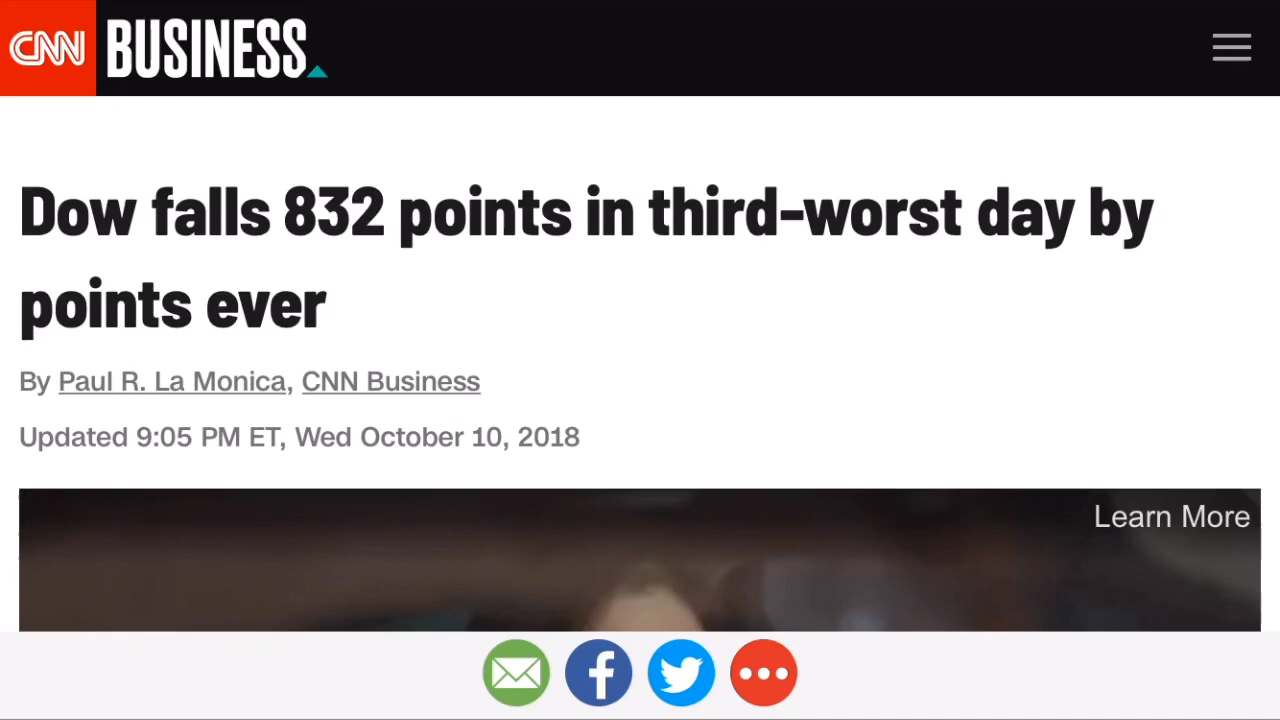 CNN BUSINESS
Dow falls 832 points in third-worst day by
points ever
By Paul R. La Monica, CNN Business
Updated 9:05 PM ET, Wed October 10, 2018
Learn More